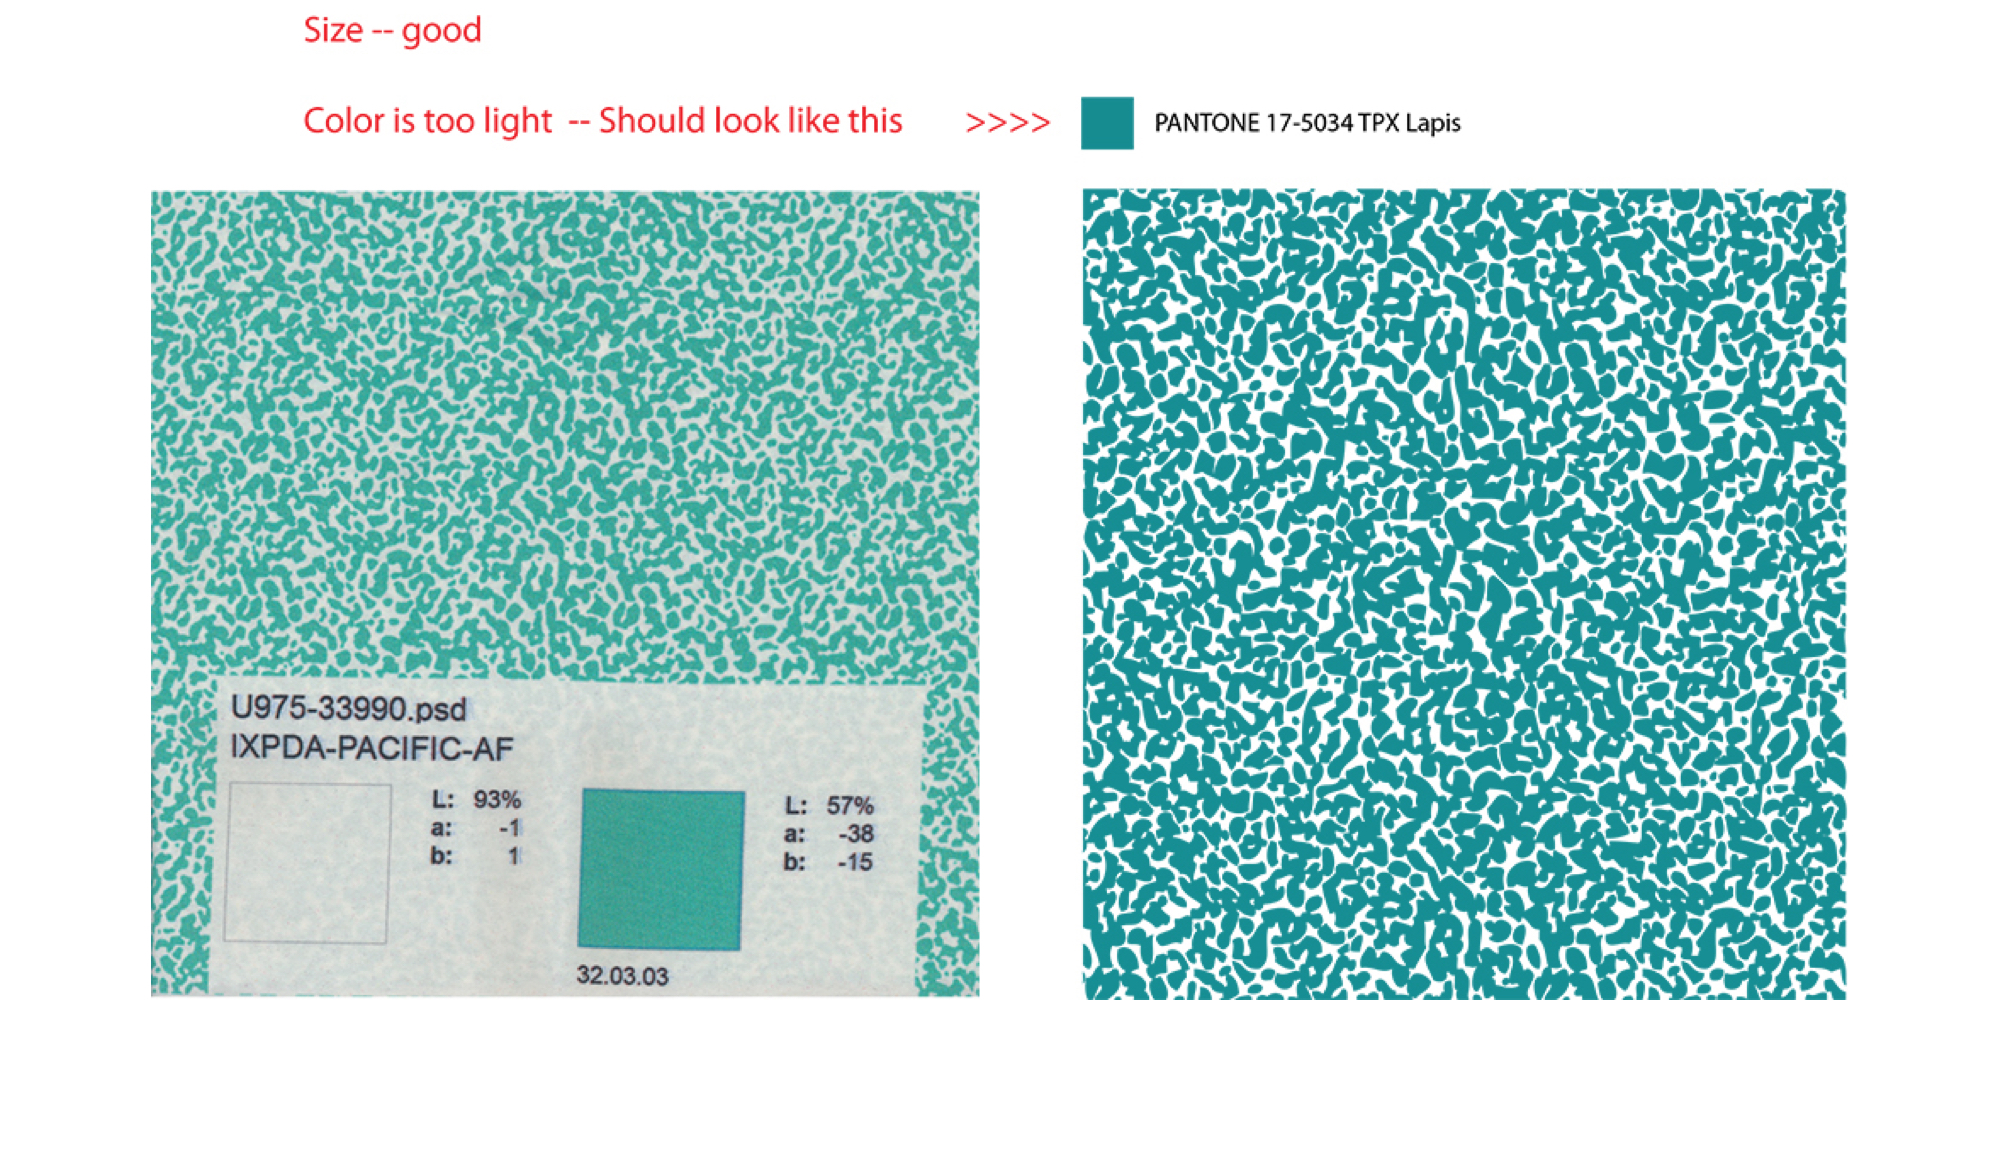 Size -- good
Color is too light -- Should look like this >>>> PANTONE 17-5034 TPX Lapis
U975-33990.psd
IXPDA-PACIFIC-AF
L: 93%
a: -1
b: 1
L: 57%
a: -38
b: -15
32.03.03